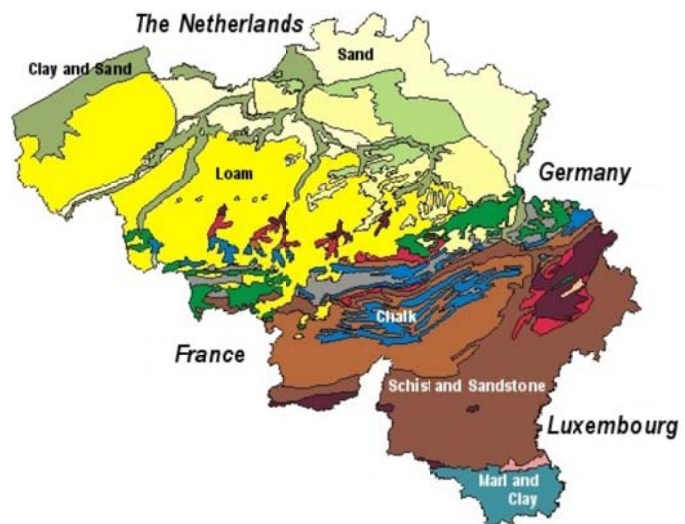 The Netherlands
Sand
Clay and Sand
Loam
Germany
Chalk
France
Schist and Sandstone
Luxembourg
Marl and
Clay